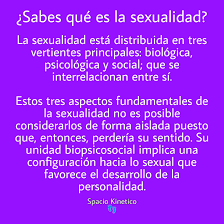 ¿Sabes qué es la sexualidad?
La sexualidad está distribuida en tres
vertientes principales: biológica,
psicológica y social; que se
interrelacionan entre sí.
Estos tres aspectos fundamentales de
la sexualidad no es posible
considerarlos de forma aislada puesto
que, entonces, perdería su sentido. Su
unidad biopsicosocial implica una
configuración hacia lo sexual que
favorece el desarrollo de la
personalidad.
Spacio Kinetico